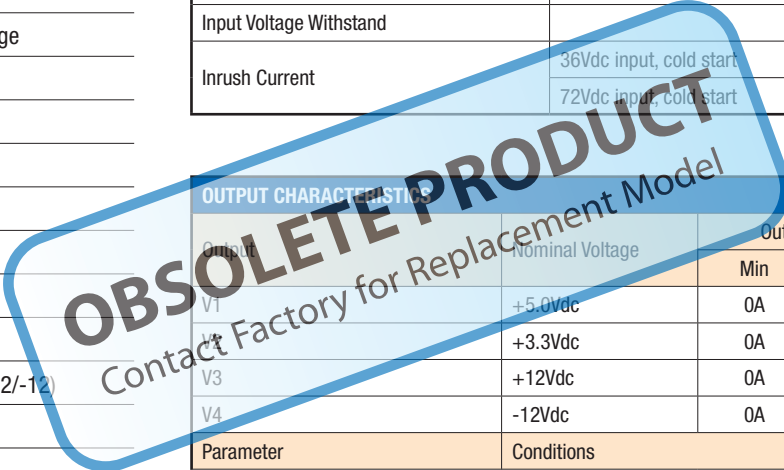 ge
2/-12)
Input Voltage Withstand
Inrush Current
36Vdc input, cold start
72Vdc input, cold start
OBSOLETE PRODUCT
Contact Factory for Replacement Model
OUTPUT CHARACTERISTICS
Output Nominal Voltage Out
Min
V1 +5.0Vdc 0A
V2 +3.3Vdc 0A
V3 +12Vdc 0A
V4 -12Vdc 0A
Parameter Conditions